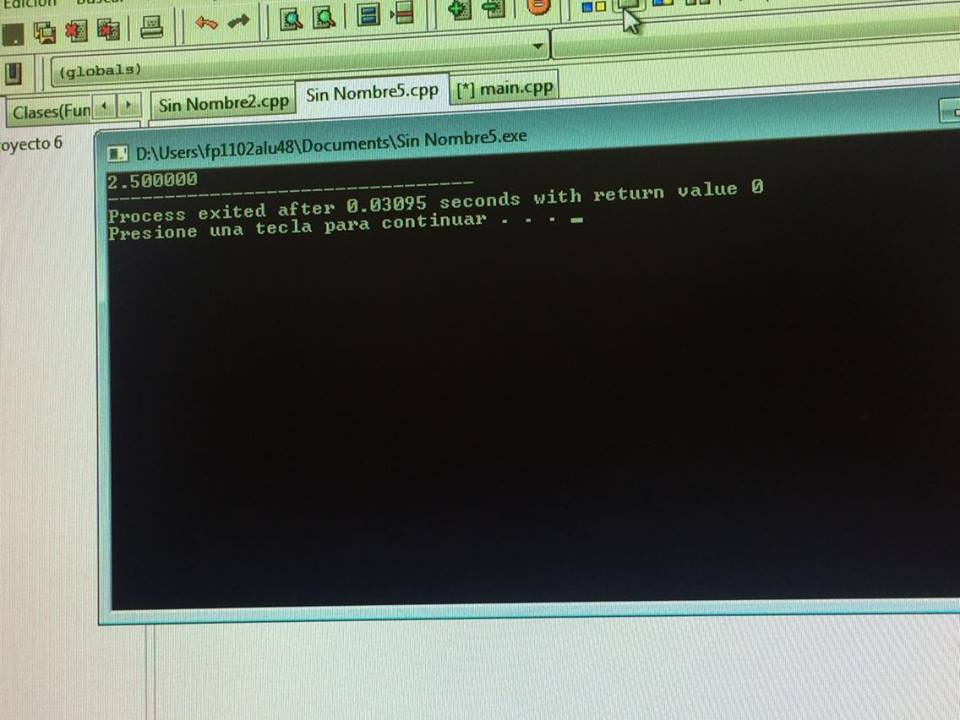 Edición
(globals)
Clases(Fun
Sin Nombre2.cpp
Sin Nombre5.cpp
[*] main.cpp
oyecto 6
D:\Users\fp1102alu48\Documents\Sin Nombre5.exe
2.500000
--------------------------------
Process exited after 0.03095 seconds with return value 0
Presione una tecla para continuar . . .